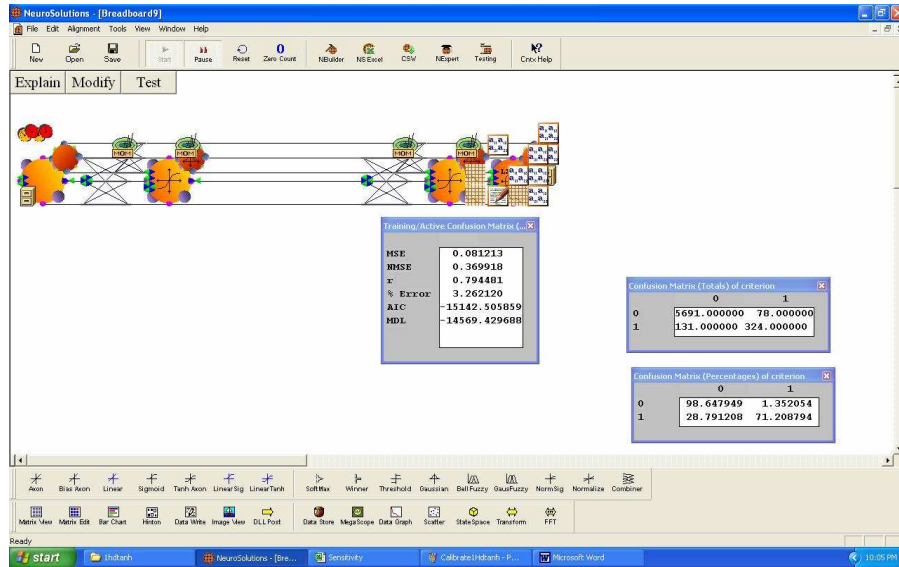 NeuroSolutions - [Breadboard9]
File Edit Alignment Tools View Window Help
New Open Save Start Pause Reset Zero Count NBuilder NS Excel CSW NExpert Testing Cntx Help
Explain Modify Test
MOM MOM MOM MOM
Training/Active Confusion Matrix (...
MSE 0.081213
NMSE 0.369918
r 0.794481
% Error 3.262120
AIC -15142.505859
MDL -14569.429688
Confusion Matrix (Totals) of criterion
0 1
0 5691.000000 78.000000
1 131.000000 324.000000
Confusion Matrix (Percentages) of criterion
0 1
0 98.647949 1.352054
1 28.791208 71.208794
Axon Bias Axon Linear Sigmoid Tanh Axon LinearSig LinearTanh SoftMax Winner Threshold Gaussian BellFuzzy GausFuzzy NormSig Normalize Combiner
Matrix View Matrix Edit Bar Chart Hinton Data Write Image View DLL Post Data Store MegaScope Data Graph Scatter StateSpace Transform FFT
Ready
start 1hdtanh NeuroSolutions - [Bre... Sensitivity Calibrate1Hdtanh - P... Microsoft Word 10:05 PM